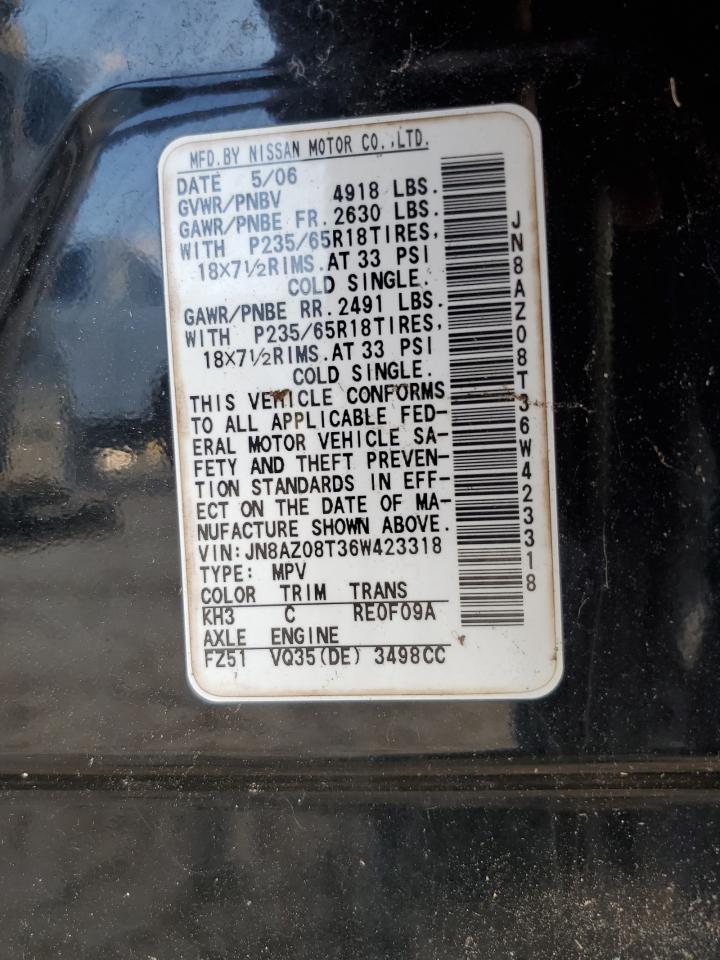 MFD.BY NISSAN MOTOR CO.,LTD.
DATE 5/06
GVWR/PNBV 4918 LBS.
GAWR/PNBE FR. 2630 LBS.
WITH P235/65R18TIRES,
18×7½RIMS.AT 33 PSI
COLD SINGLE.
GAWR/PNBE RR. 2491 LBS.
WITH P235/65R18TIRES,
18×7½RIMS.AT 33 PSI
COLD SINGLE.
THIS VEHICLE CONFORMS
TO ALL APPLICABLE FED-
ERAL MOTOR VEHICLE SA-
FETY AND THEFT PREVEN-
TION STANDARDS IN EFF-
ECT ON THE DATE OF MA-
NUFACTURE SHOWN ABOVE.
VIN:JN8AZ08T36W423318
TYPE: MPV
COLOR TRIM TRANS
KH3 C RE0F09A
AXLE ENGINE
FZ51 VQ35(DE) 3498CC
JN8AZ08T36W423318